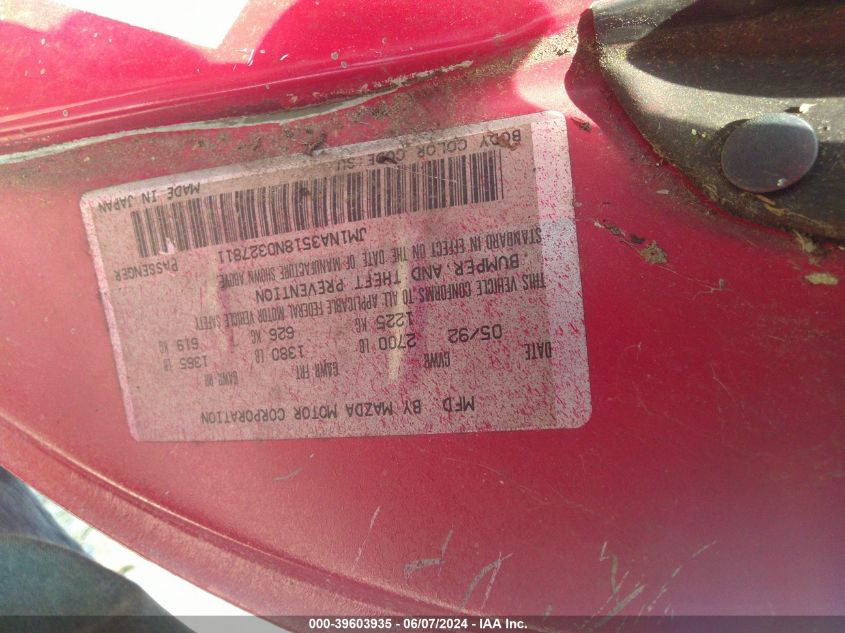 MFD BY MAZDA MOTOR CORPORATION
DATE GVWR GAWR FRT GAWR RR
05/92 2700 LB 1380 LB 1365 LB
1225 KG 626 KG 619 KG
THIS VEHICLE CONFORMS TO ALL APPLICABLE FEDERAL MOTOR VEHICLE SAFETY
BUMPER, AND THEFT PREVENTION
STANDARD IN EFFECT ON THE DATE OF MANUFACTURE SHOWN ABOVE
JM1NA3518N0327811 PASSENGER
BODY COLOR CODE:SU MADE IN JAPAN
000-39603935 / 06/07/2024 - IAA Inc.